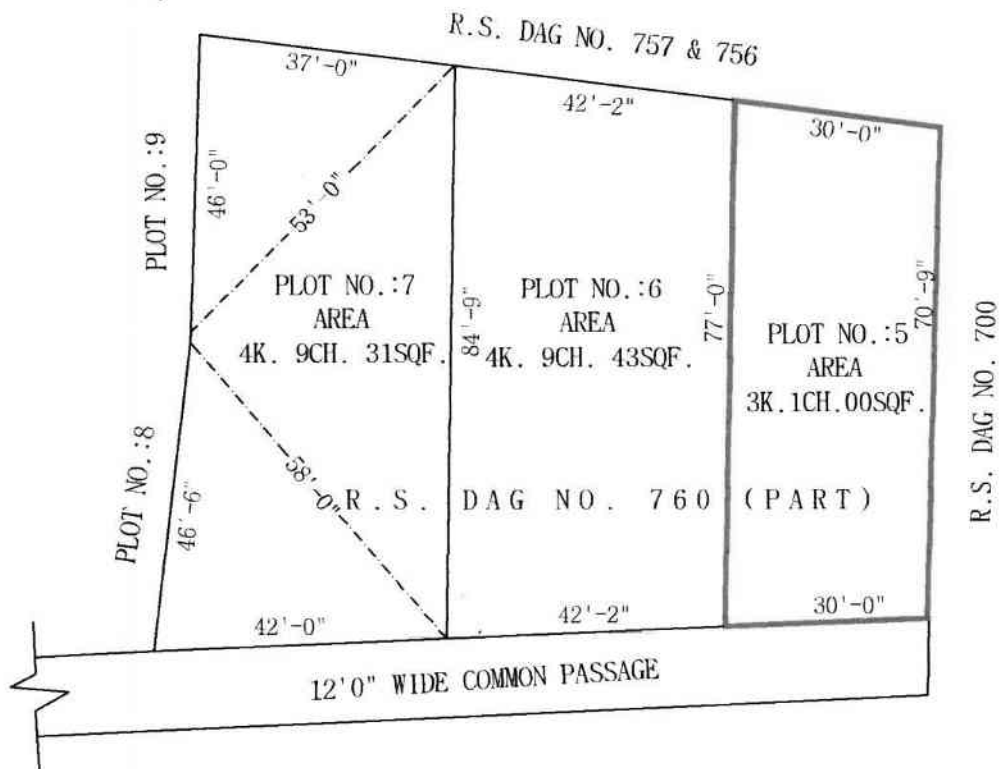 R.S. DAG NO. 757 & 756
37'-0"
42'-2"
30'-0"
PLOT NO.:9
46'-0"
53'-0"
PLOT NO.:7
AREA
4K. 9CH. 31SQF.
84'-9"
PLOT NO.:6
AREA
4K. 9CH. 43SQF.
77'-0"
PLOT NO.:5
AREA
3K.1CH.00SQF.
70'-9"
R.S. DAG NO. 700
PLOT NO.:8
46'-6"
58'-0"
R.S. DAG NO. 760 (PART)
42'-0"
42'-2"
30'-0"
12'0" WIDE COMMON PASSAGE